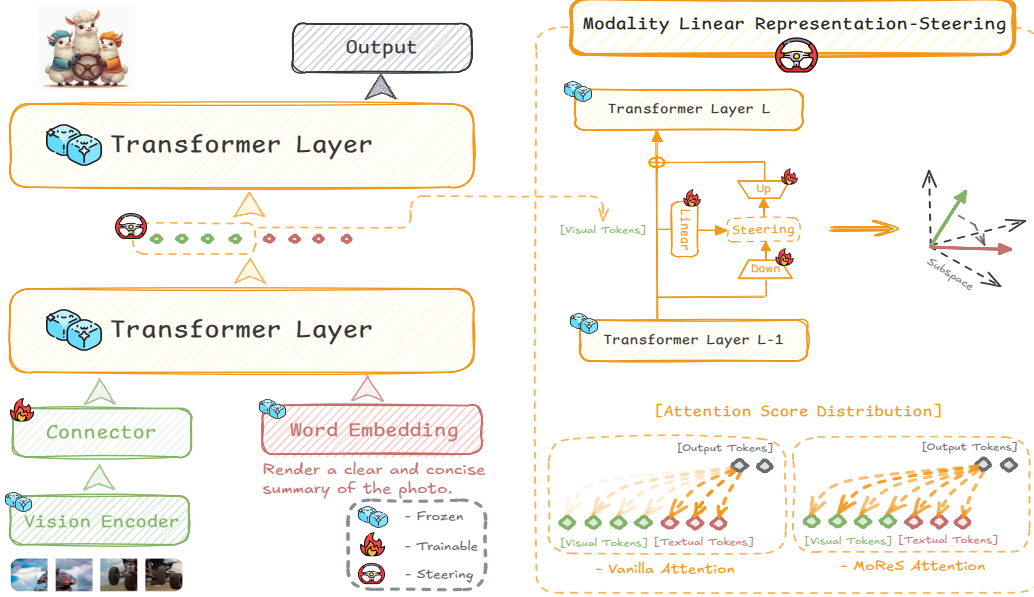 Output
Transformer Layer
Transformer Layer
Connector
Word Embedding
Render a clear and concise
summary of the photo.
Vision Encoder
- Frozen
- Trainable
- Steering
Modality Linear Representation-Steering
Transformer Layer L
Up
[Visual Tokens]
Linear
Steering
Down
Subspace
Transformer Layer L-1
[Attention Score Distribution]
[Output Tokens]
[Visual Tokens] [Textual Tokens]
- Vanilla Attention
[Output Tokens]
[Visual Tokens] [Textual Tokens]
- MoReS Attention